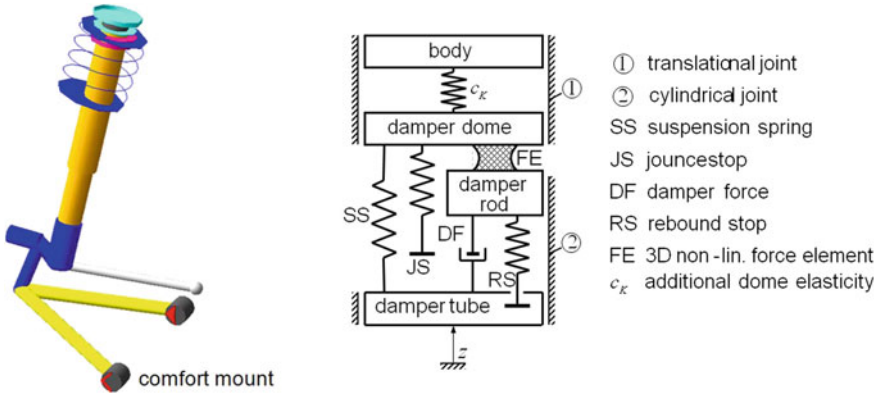 comfort mount
body
c_K
①
damper dome
FE
damper
rod
SS
DF
JS
RS
②
damper tube
z
① translational joint
② cylindrical joint
SS suspension spring
JS jouncestop
DF damper force
RS rebound stop
FE 3D non-lin. force element
c_K additional dome elasticity